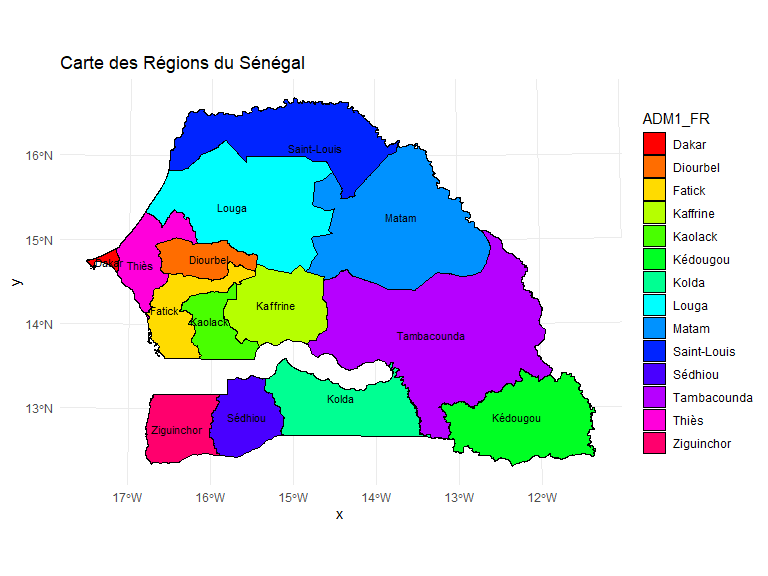 Carte des Régions du Sénégal
ADM1_FR
Dakar
Diourbel
Fatick
Kaffrine
Kaolack
Kédougou
Kolda
Louga
Matam
Saint-Louis
Sédhiou
Tambacounda
Thiès
Ziguinchor
16°N
15°N
14°N
13°N
y
Saint-Louis
Louga
Matam
Dakar
Thiès
Diourbel
Fatick
Kaolack
Kaffrine
Tambacounda
Kolda
Sédhiou
Ziguinchor
Kédougou
17°W 16°W 15°W 14°W 13°W 12°W
x